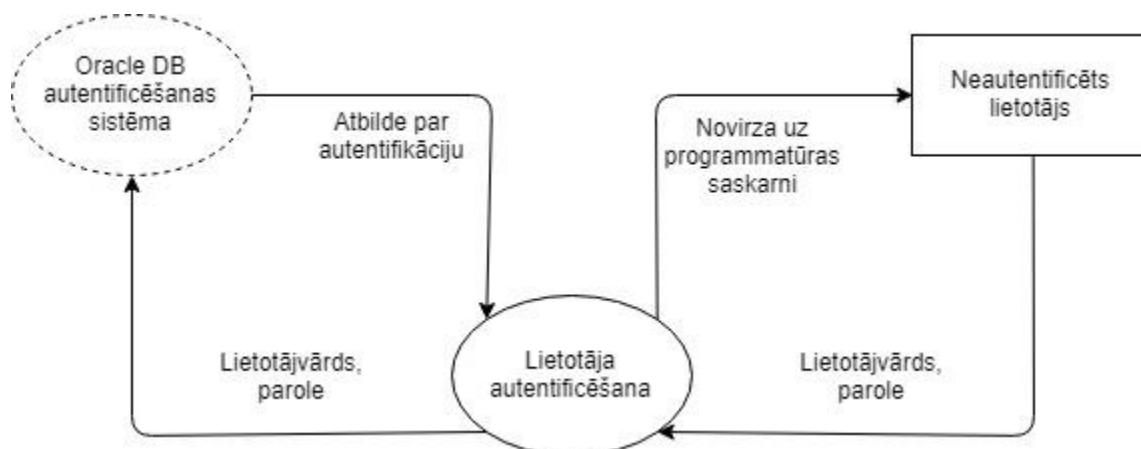 Oracle DB
autentificēšanas
sistēma
Atbilde par
autentifikāciju
Novirza uz
programmatūras
saskarni
Neautentificēts
lietotājs
Lietotājvārds,
parole
Lietotāja
autentificēšana
Lietotājvārds,
parole